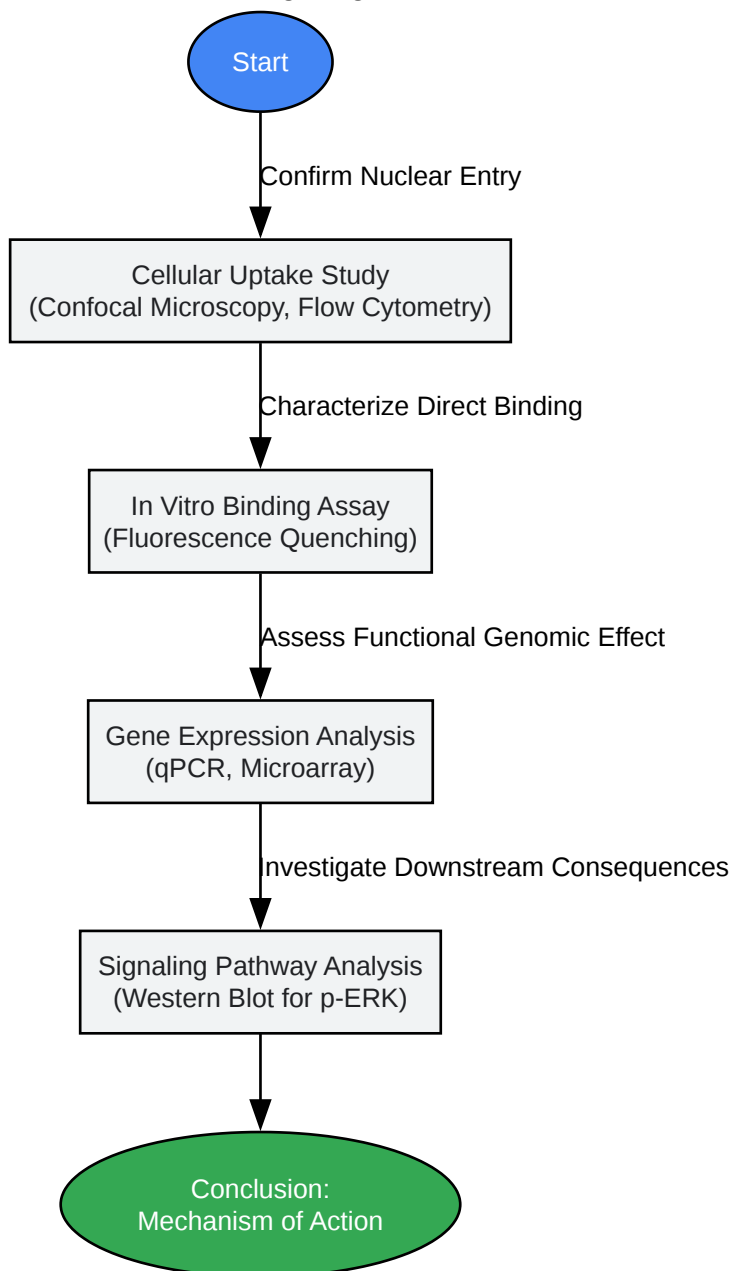 Start
Confirm Nuclear Entry
Cellular Uptake Study
(Confocal Microscopy, Flow Cytometry)
Characterize Direct Binding
In Vitro Binding Assay
(Fluorescence Quenching)
Assess Functional Genomic Effect
Gene Expression Analysis
(qPCR, Microarray)
Investigate Downstream Consequences
Signaling Pathway Analysis
(Western Blot for p-ERK)
Conclusion:
Mechanism of Action